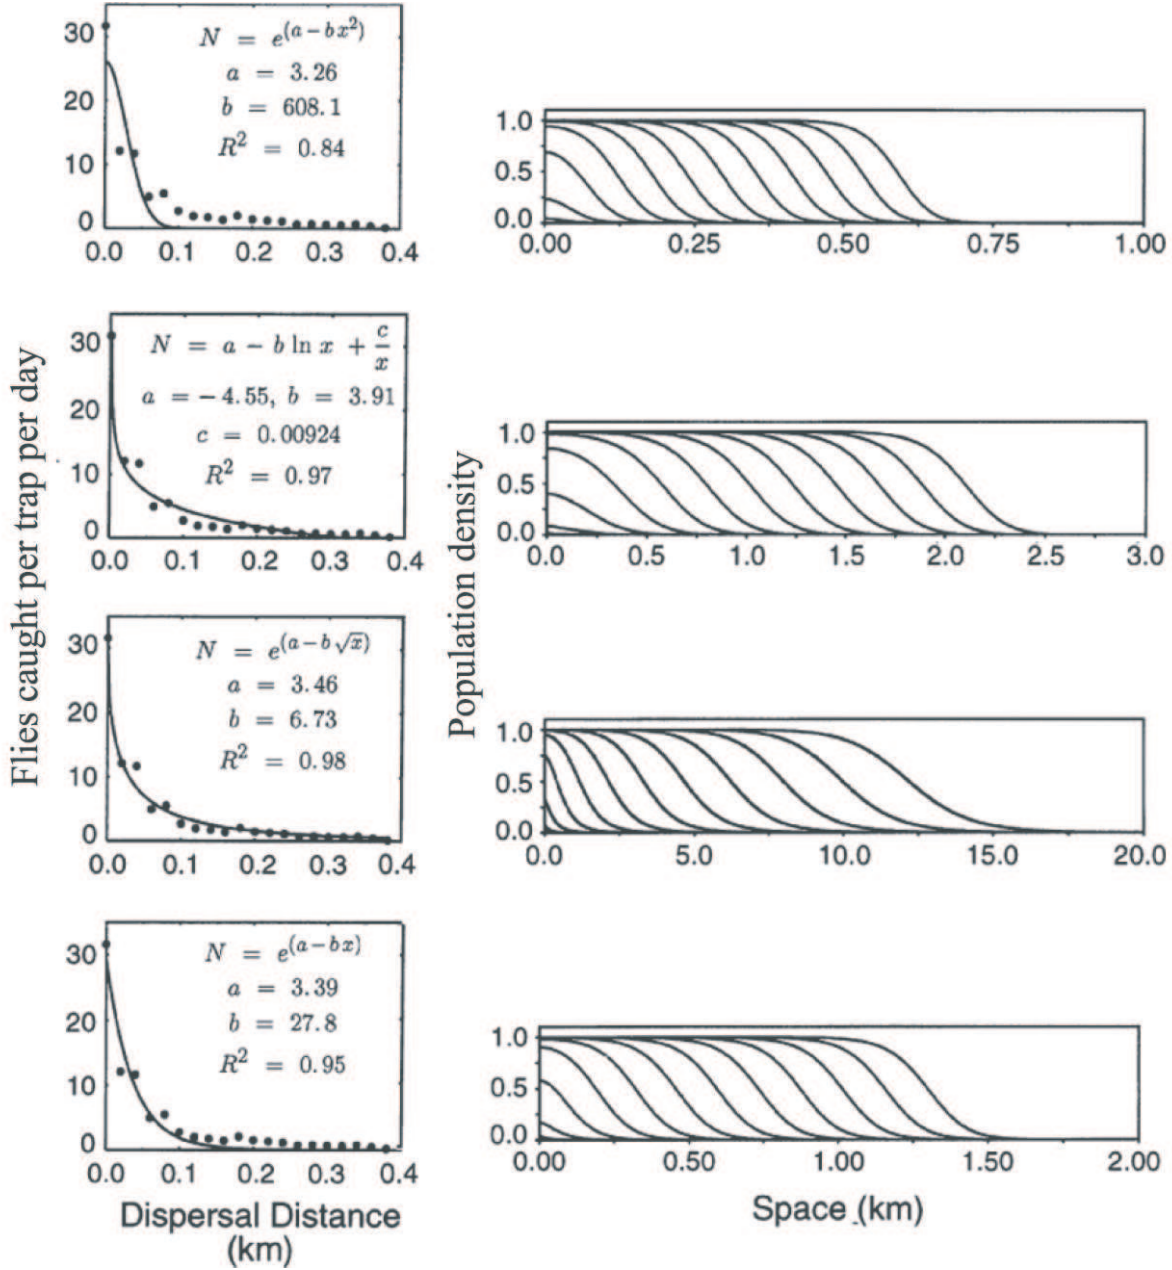 Flies caught per trap per day
30
20
10
0
0.0 0.1 0.2 0.3 0.4
N = e^(a − bx²)
a = 3.26
b = 608.1
R² = 0.84
1.0
0.5
0.0
0.00 0.25 0.50 0.75 1.00
30
20
10
0
0.0 0.1 0.2 0.3 0.4
N = a − b ln x + c/x
a = −4.55, b = 3.91
c = 0.00924
R² = 0.97
Population density
1.0
0.5
0.0
0.0 0.5 1.0 1.5 2.0 2.5 3.0
30
20
10
0
0.0 0.1 0.2 0.3 0.4
N = e^(a − b√x)
a = 3.46
b = 6.73
R² = 0.98
1.0
0.5
0.0
0.0 5.0 10.0 15.0 20.0
30
20
10
0
0.0 0.1 0.2 0.3 0.4
N = e^(a − bx)
a = 3.39
b = 27.8
R² = 0.95
1.0
0.5
0.0
0.00 0.50 1.00 1.50 2.00
Dispersal Distance
(km)
Space (km)